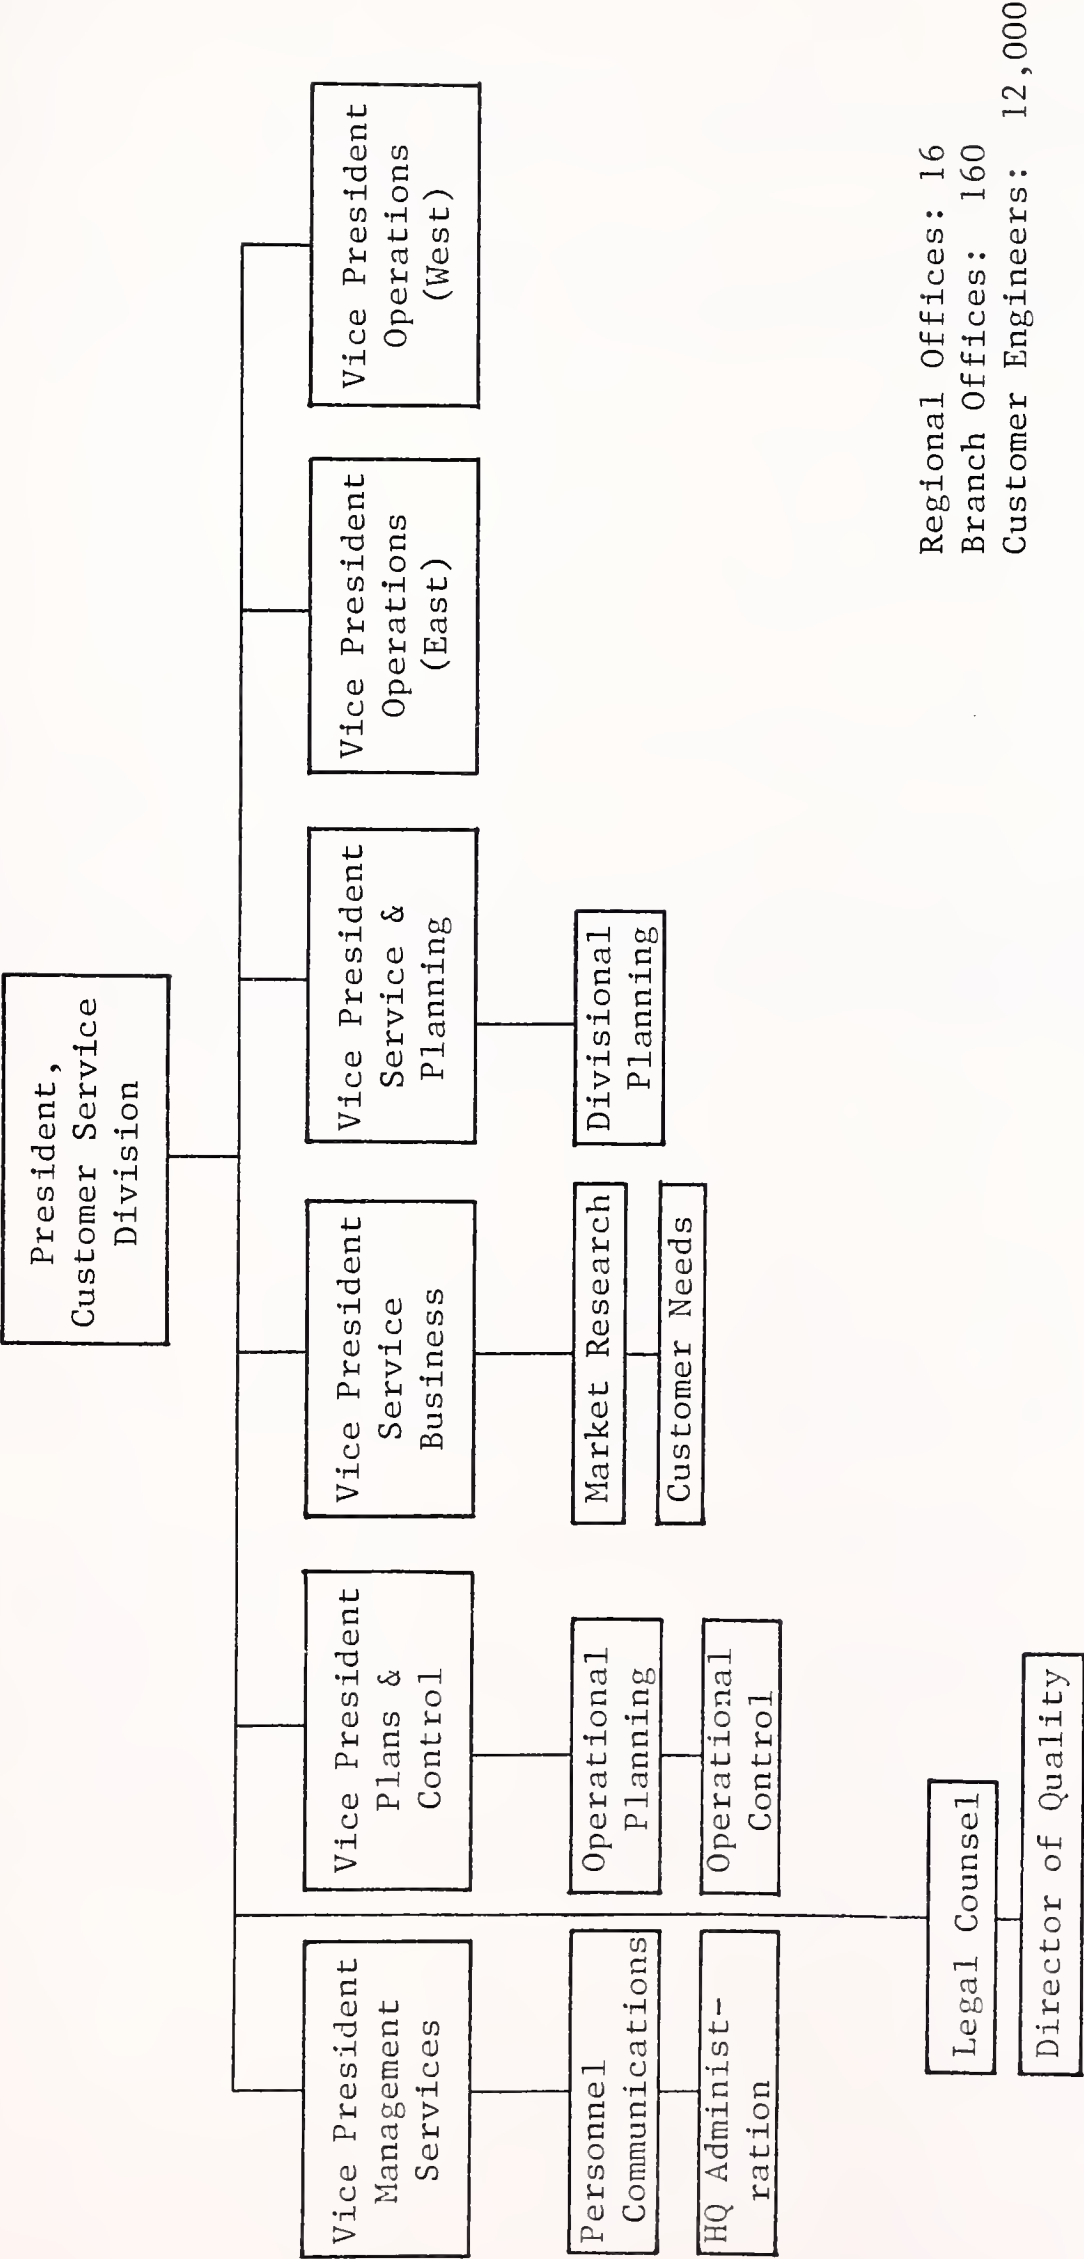 President,
Customer Service
Division
Vice President
Management
Services
Vice President
Plans &
Control
Vice President
Service
Business
Vice President
Service &
Planning
Vice President
Operations
(East)
Vice President
Operations
(West)
Personnel
Communications
HQ Administ-
ration
Operational
Planning
Operational
Control
Market Research
Customer Needs
Divisional
Planning
Legal Counsel
Director of Quality
Regional Offices: 16
Branch Offices: 160
Customer Engineers: 12,000